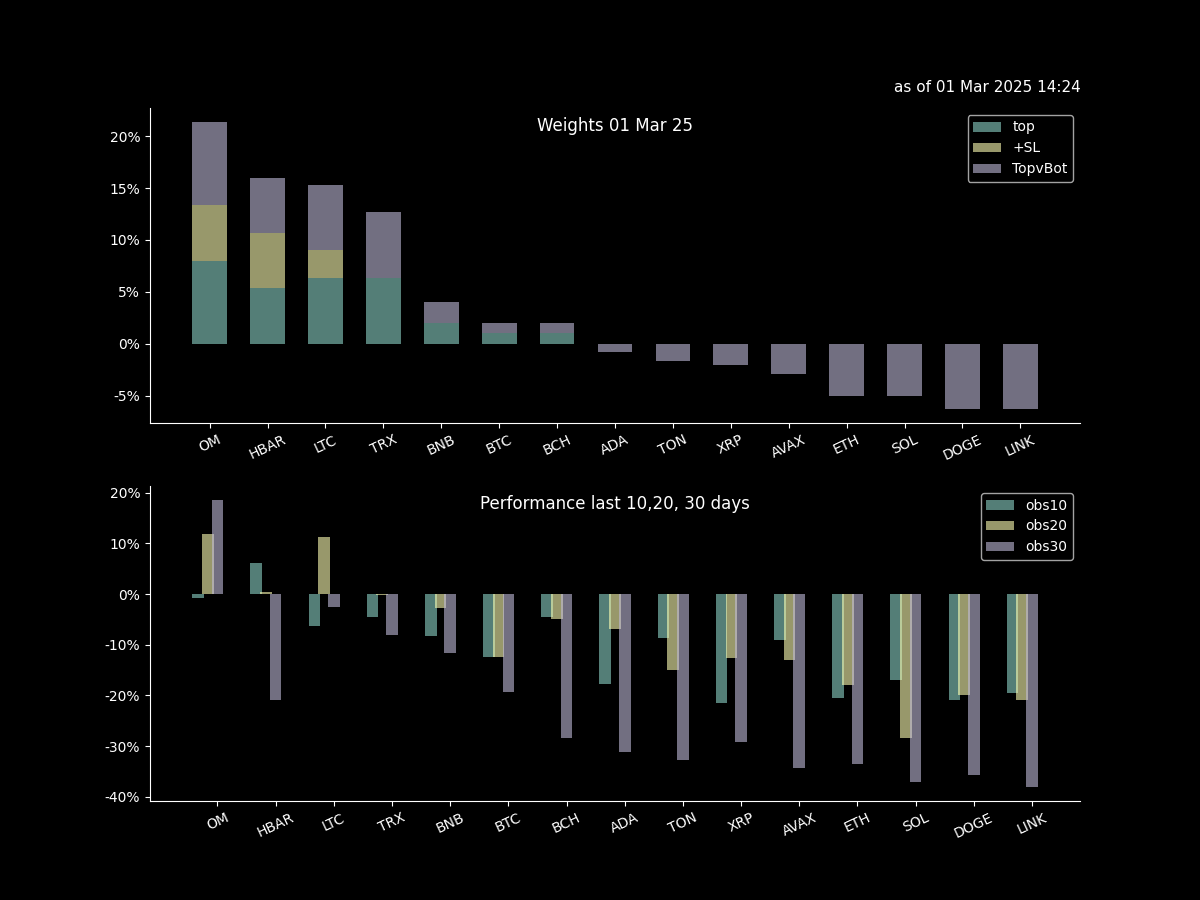 as of 01 Mar 2025 14:24
Weights 01 Mar 25
top
+SL
TopvBot
20%
15%
10%
5%
0%
-5%
OM HBAR LTC TRX BNB BTC BCH ADA TON XRP AVAX ETH SOL DOGE LINK
Performance last 10,20, 30 days
obs10
obs20
obs30
20%
10%
0%
-10%
-20%
-30%
-40%
OM HBAR LTC TRX BNB BTC BCH ADA TON XRP AVAX ETH SOL DOGE LINK